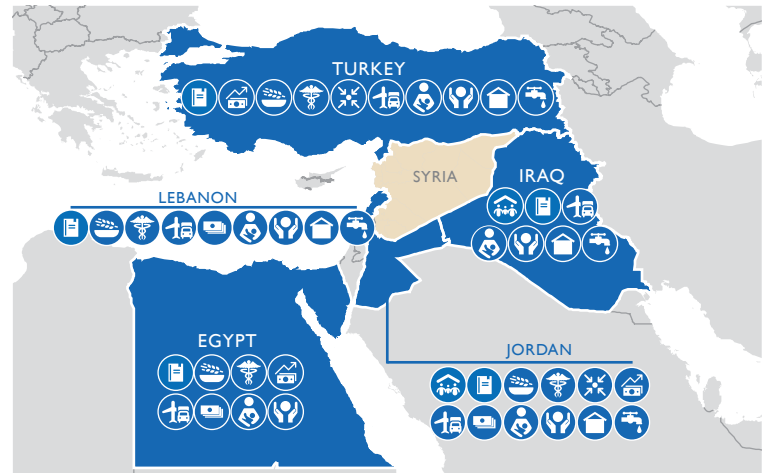 TURKEY
SYRIA
IRAQ
LEBANON
EGYPT
JORDAN